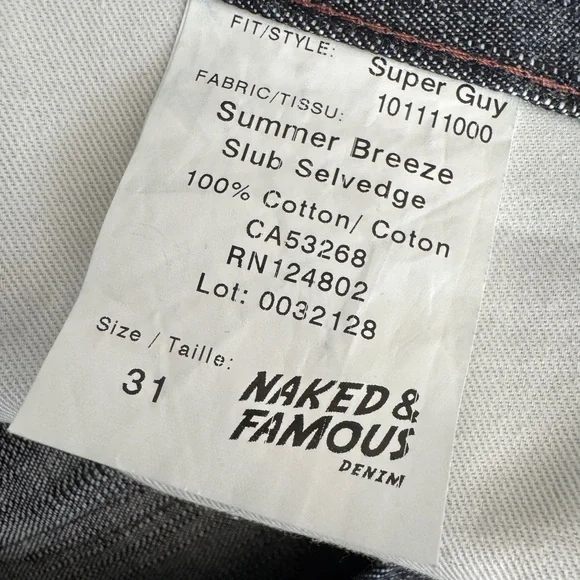 FIT/STYLE: Super Guy
101111000
FABRIC/TISSU:
Summer Breeze
Slub Selvedge
100% Cotton/ Coton
CA53268
RN124802
Lot: 0032128
Size / Taille:
31
NAKED &
FAMOUS
DENIM